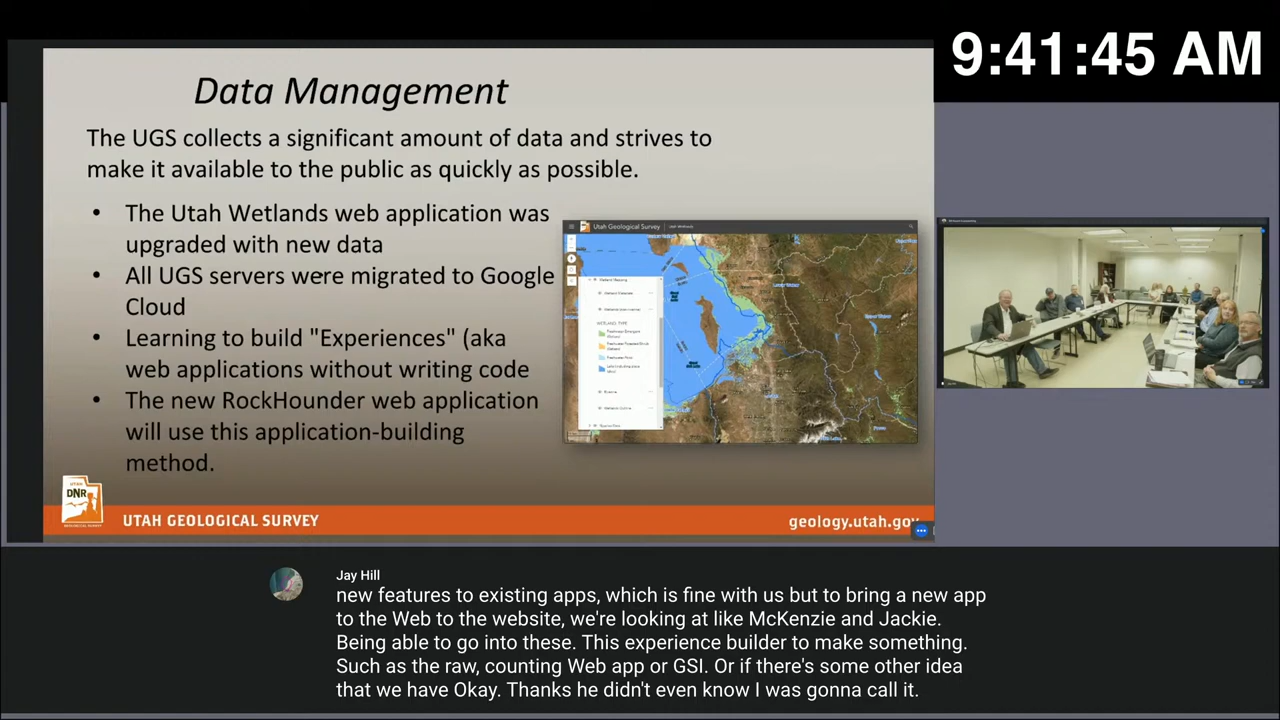 9:41:45 AM
Data Management
The UGS collects a significant amount of data and strives to
make it available to the public as quickly as possible.
• The Utah Wetlands web application was
upgraded with new data
• All UGS servers were migrated to Google
Cloud
• Learning to build "Experiences" (aka
web applications without writing code
• The new RockHounder web application
will use this application-building
method.
Utah Geological Survey
WETLAND TYPE
UTAH
DNR
UTAH GEOLOGICAL SURVEY
geology.utah.gov
Jay Hill
new features to existing apps, which is fine with us but to bring a new app
to the Web to the website, we're looking at like McKenzie and Jackie.
Being able to go into these. This experience builder to make something.
Such as the raw, counting Web app or GSI. Or if there's some other idea
that we have Okay. Thanks he didn't even know I was gonna call it.